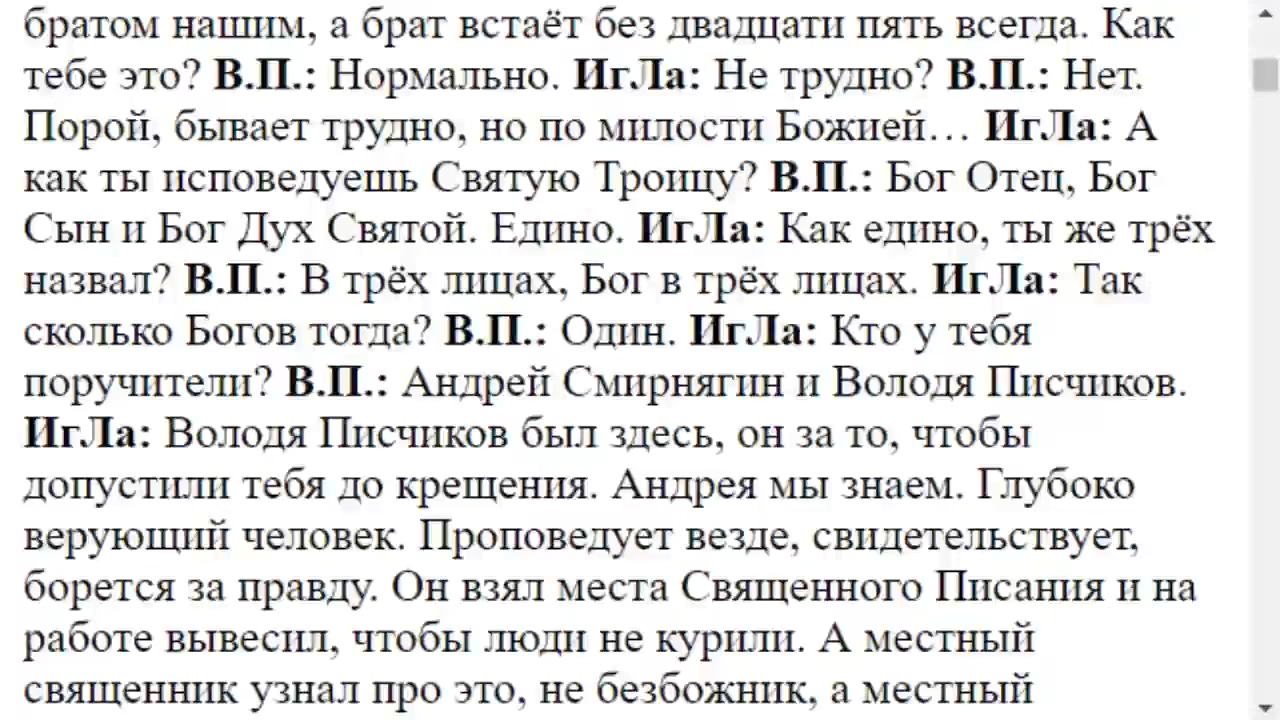 братом нашим, а брат встаёт без двадцати пять всегда. Как
тебе это? В.П.: Нормально. ИгЛа: Не трудно? В.П.: Нет.
Порой, бывает трудно, но по милости Божией… ИгЛа: А
как ты исповедуешь Святую Троицу? В.П.: Бог Отец, Бог
Сын и Бог Дух Святой. Едино. ИгЛа: Как едино, ты же трёх
назвал? В.П.: В трёх лицах, Бог в трёх лицах. ИгЛа: Так
сколько Богов тогда? В.П.: Один. ИгЛа: Кто у тебя
поручители? В.П.: Андрей Смирнягин и Володя Писчиков.
ИгЛа: Володя Писчиков был здесь, он за то, чтобы
допустили тебя до крещения. Андрея мы знаем. Глубоко
верующий человек. Проповедует везде, свидетельствует,
борется за правду. Он взял места Священного Писания и на
работе вывесил, чтобы люди не курили. А местный
священник узнал про это, не безбожник, а местный